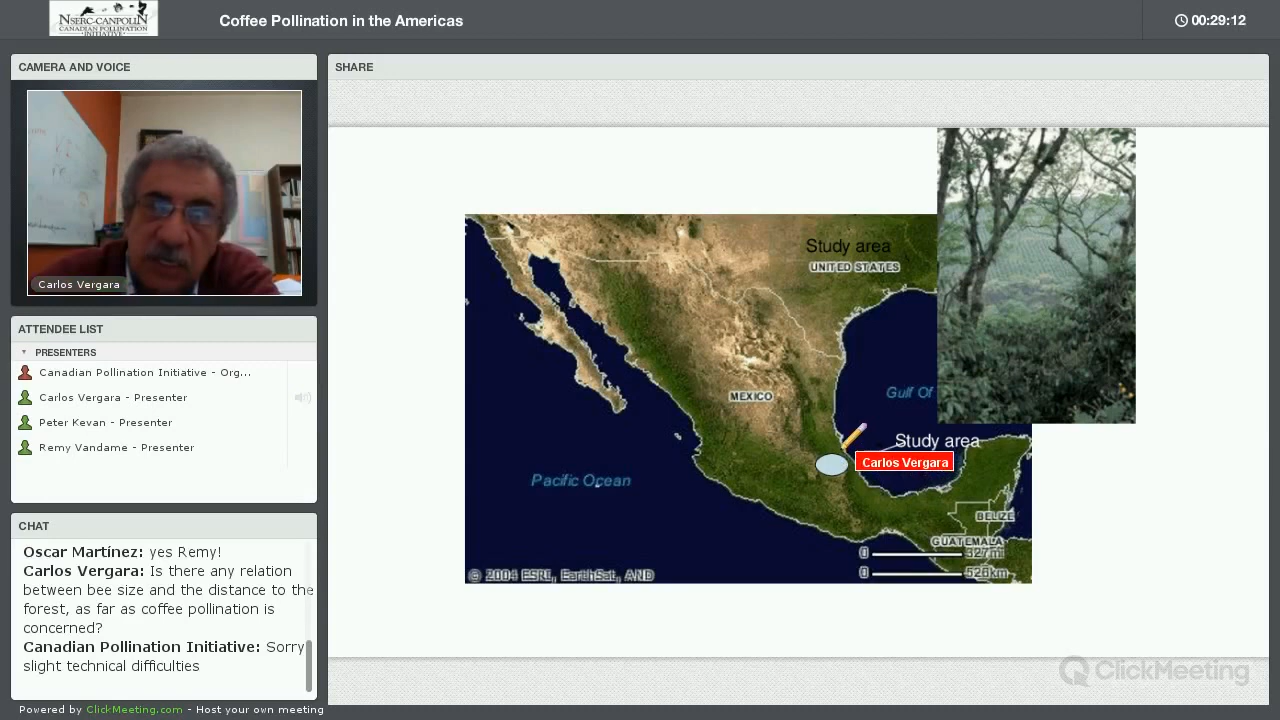 NSERC-CANPOLIN
CANADIAN POLLINATION
INITIATIVE
Coffee Pollination in the Americas
00:29:12
CAMERA AND VOICE
Carlos Vergara
ATTENDEE LIST
PRESENTERS
Canadian Pollination Initiative - Org...
Carlos Vergara - Presenter
Peter Kevan - Presenter
Remy Vandame - Presenter
CHAT
Oscar Martínez: yes Remy!
Carlos Vergara: Is there any relation
between bee size and the distance to the
forest, as far as coffee pollination is
concerned?
Canadian Pollination Initiative: Sorry
slight technical difficulties
Powered by ClickMeeting.com - Host your own meeting
SHARE
Study area
UNITED STATES
MEXICO
Gulf Of
Study area
Carlos Vergara
Pacific Ocean
BELIZE
GUATEMALA
0 327mi
0 526km
© 2004 ESRI, EarthSat, AND
ClickMeeting